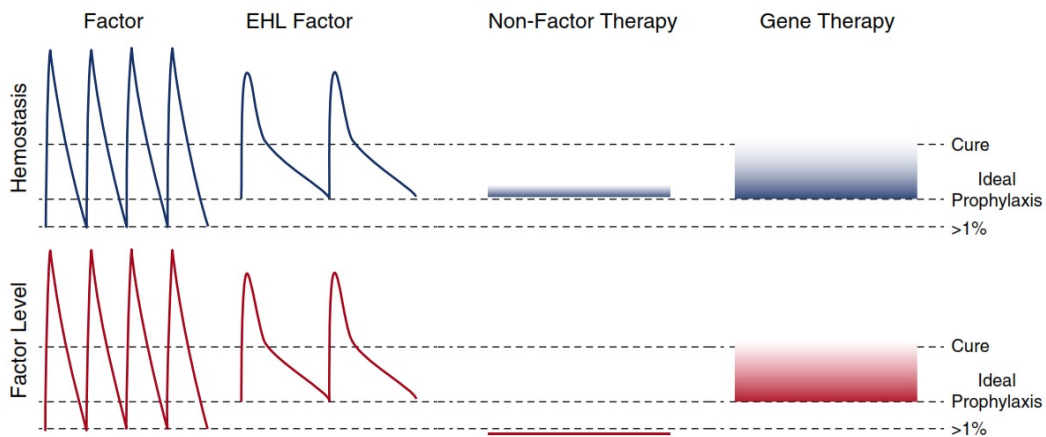 Factor
EHL Factor
Non-Factor Therapy
Gene Therapy
Hemostasis
Cure
Ideal
Prophylaxis
>1%
Factor Level
Cure
Ideal
Prophylaxis
>1%